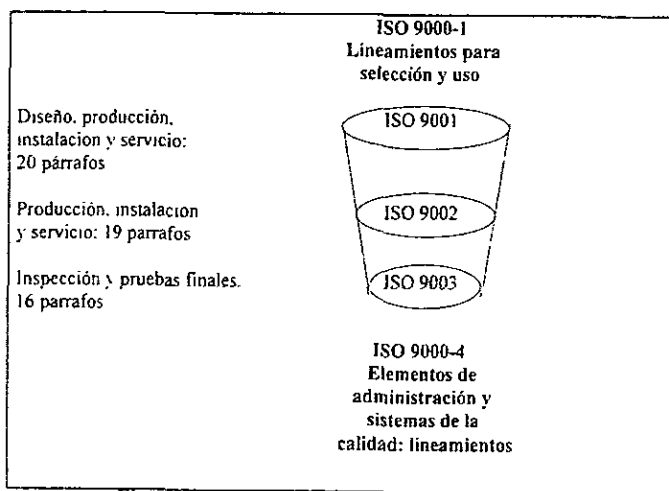 ISO 9000-1
Lineamientos para
selección y uso
Diseño, producción,
instalacion y servicio:
20 párrafos
ISO 9001
Producción, instalacion
y servicio: 19 parrafos
ISO 9002
Inspección y pruebas finales.
16 parrafos
ISO 9003
ISO 9000-4
Elementos de
administración y
sistemas de la
calidad: lineamientos